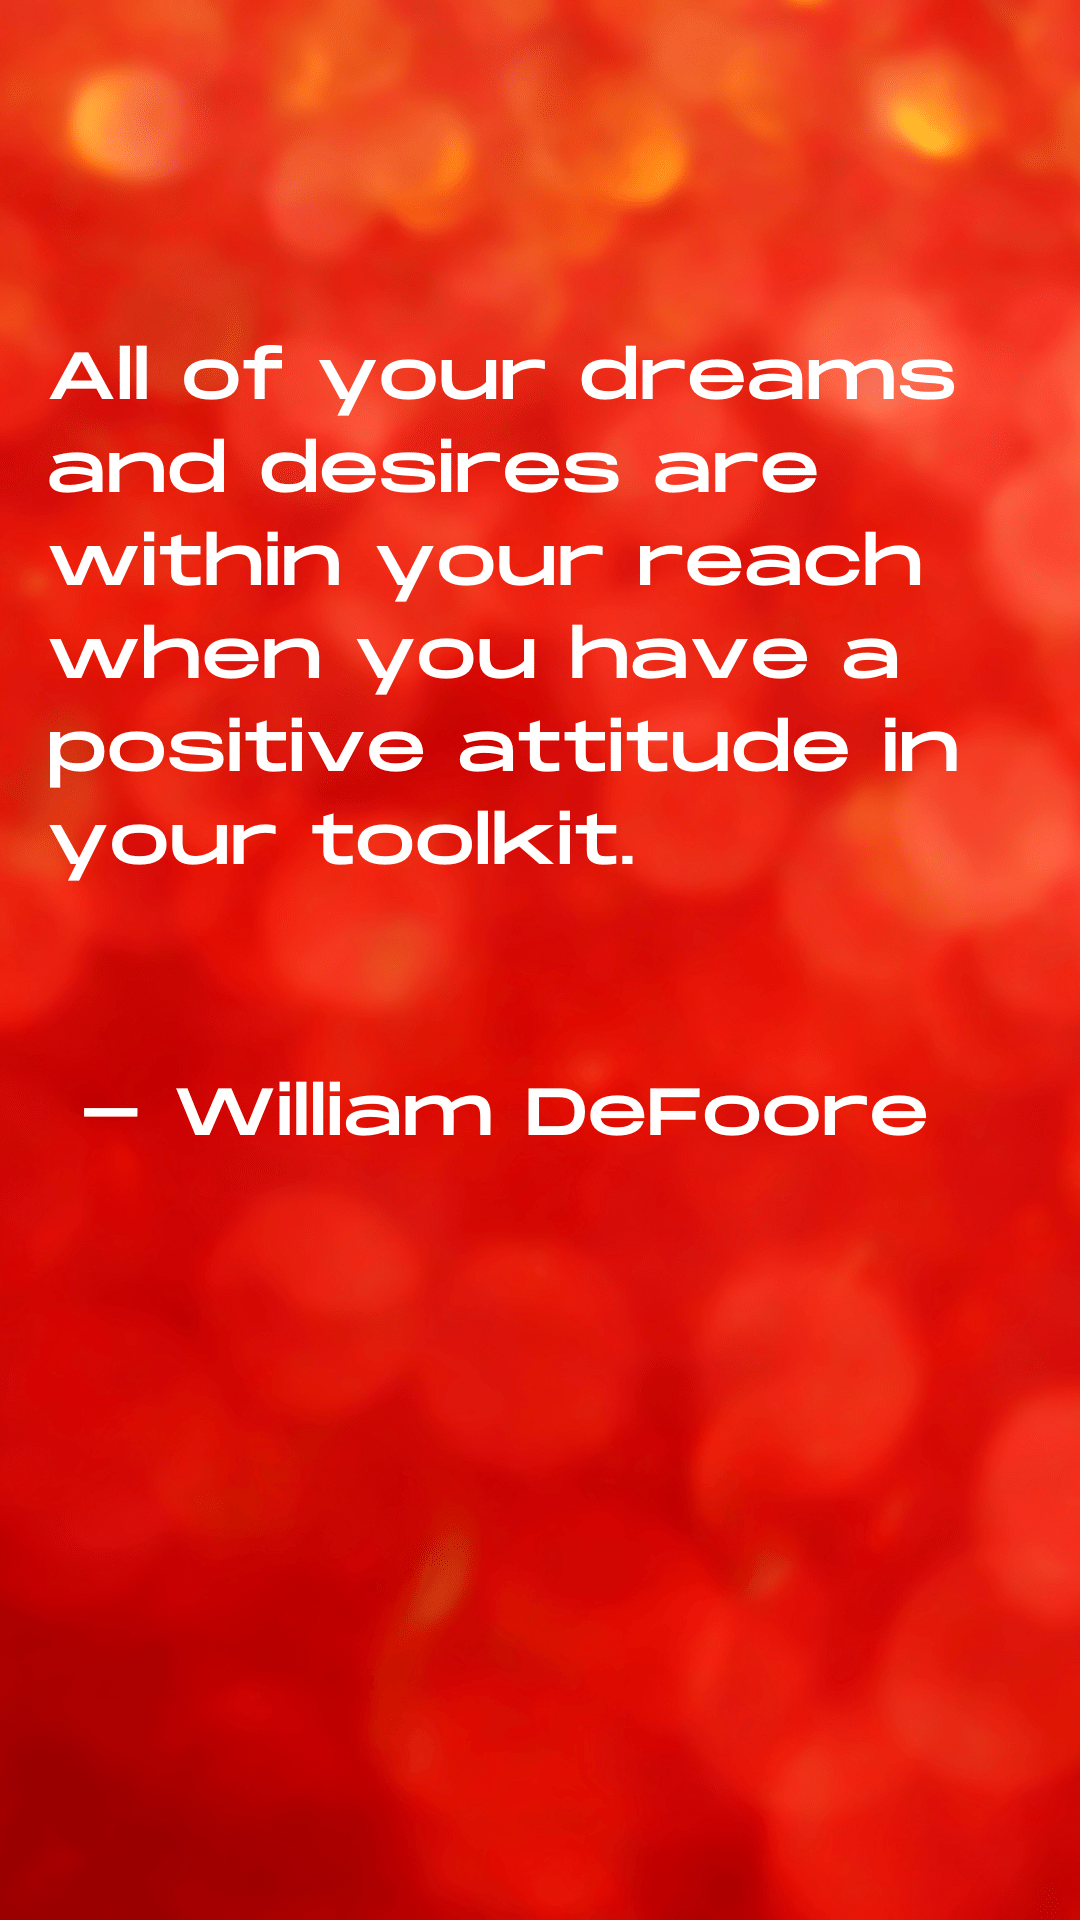 All of your dreams
and desires are
within your reach
when you have a
positive attitude in
your toolkit.
— William DeFoore